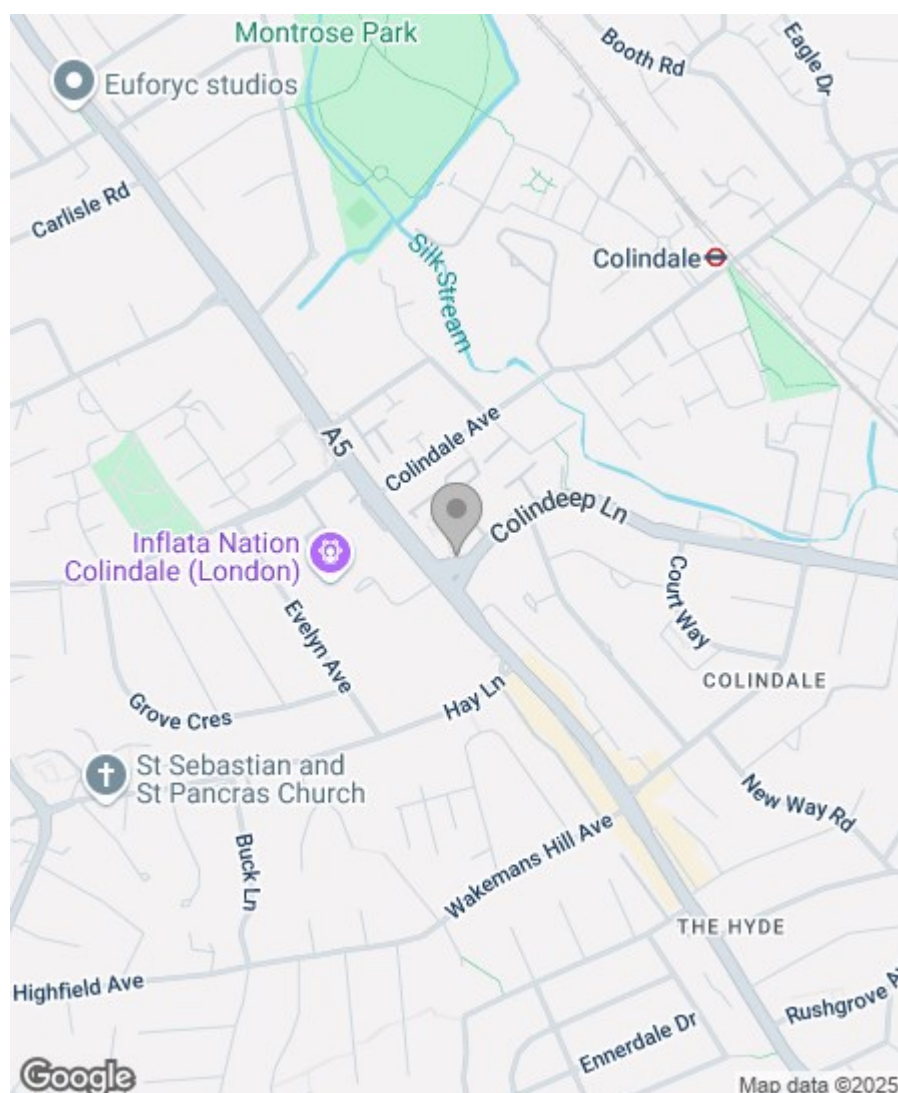 Montrose Park
Booth Rd
Eagle Dr
Euforyc studios
Carlisle Rd
Silk Stream
Colindale
A5
Colindale Ave
Colindeep Ln
Inflata Nation
Colindale (London)
Court Way
Evelyn Ave
COLINDALE
Hay Ln
Grove Cres
St Sebastian and
St Pancras Church
New Way Rd
Buck Ln
Wakemans Hill Ave
THE HYDE
Highfield Ave
Rushgrove A
Ennerdale Dr
Google
Map data ©2025